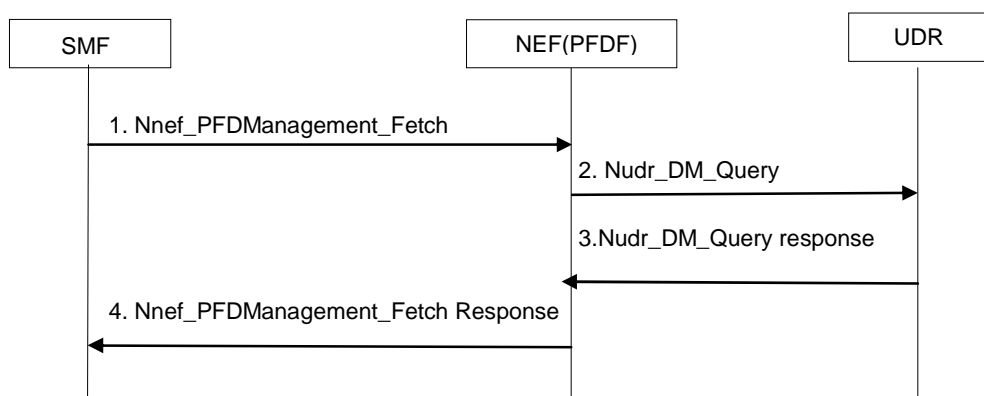 SMF
NEF(PFDF)
UDR
1. Nnef_PFDManagement_Fetch
2. Nudr_DM_Query
3.Nudr_DM_Query response
4. Nnef_PFDManagement_Fetch Response